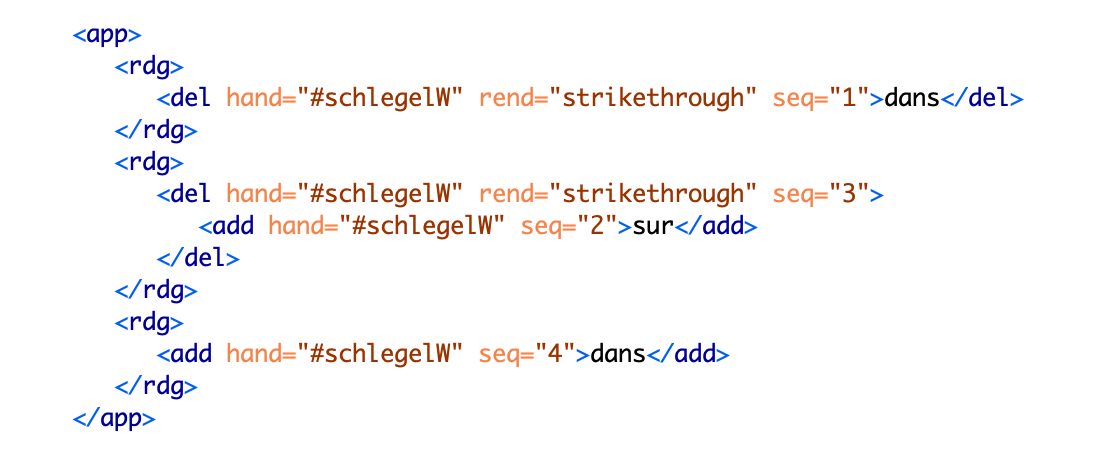 <app>
<rdg>
<del hand="#schlegelW" rend="strikethrough" seq="1">dans</del>
</rdg>
<rdg>
<del hand="#schlegelW" rend="strikethrough" seq="3">
<add hand="#schlegelW" seq="2">sur</add>
</del>
</rdg>
<rdg>
<add hand="#schlegelW" seq="4">dans</add>
</rdg>
</app>